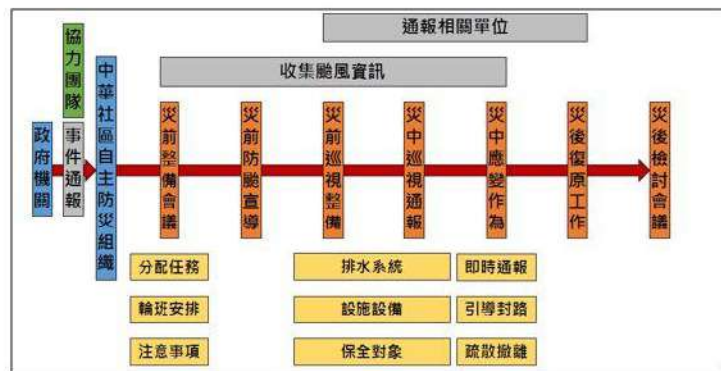 通報相關單位
收集颱風資訊
協力團隊
政府機關
事件通報
中華社區自主防災組織
災前整備會議
災前防颱宣導
災前巡視整備
災中巡視通報
災中應變作為
災後復原工作
災後檢討會議
分配任務
排水系統
即時通報
輪班安排
設施設備
引導封路
注意事項
保全對象
疏散撤離